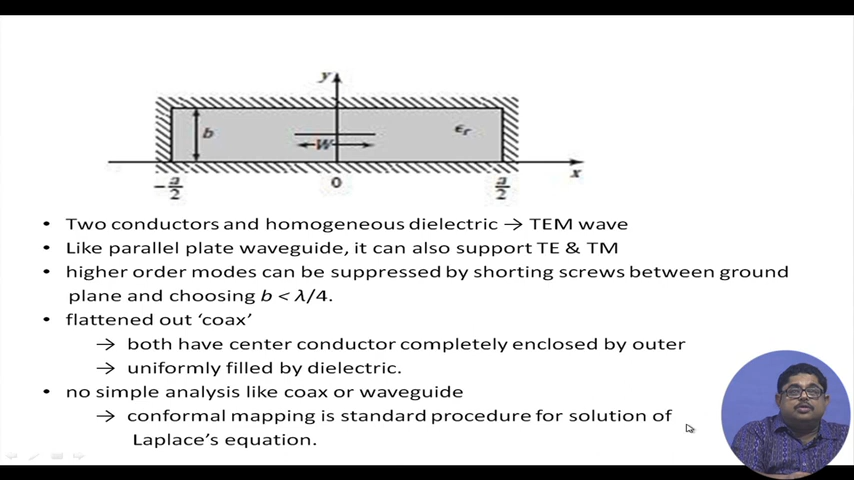 y
b
W
εr
x
-a/2
0
a/2
• Two conductors and homogeneous dielectric → TEM wave
• Like parallel plate waveguide, it can also support TE & TM
• higher order modes can be suppressed by shorting screws between ground
plane and choosing b < λ/4.
• flattened out ‘coax’
→ both have center conductor completely enclosed by outer
→ uniformly filled by dielectric.
• no simple analysis like coax or waveguide
→ conformal mapping is standard procedure for solution of
Laplace’s equation.